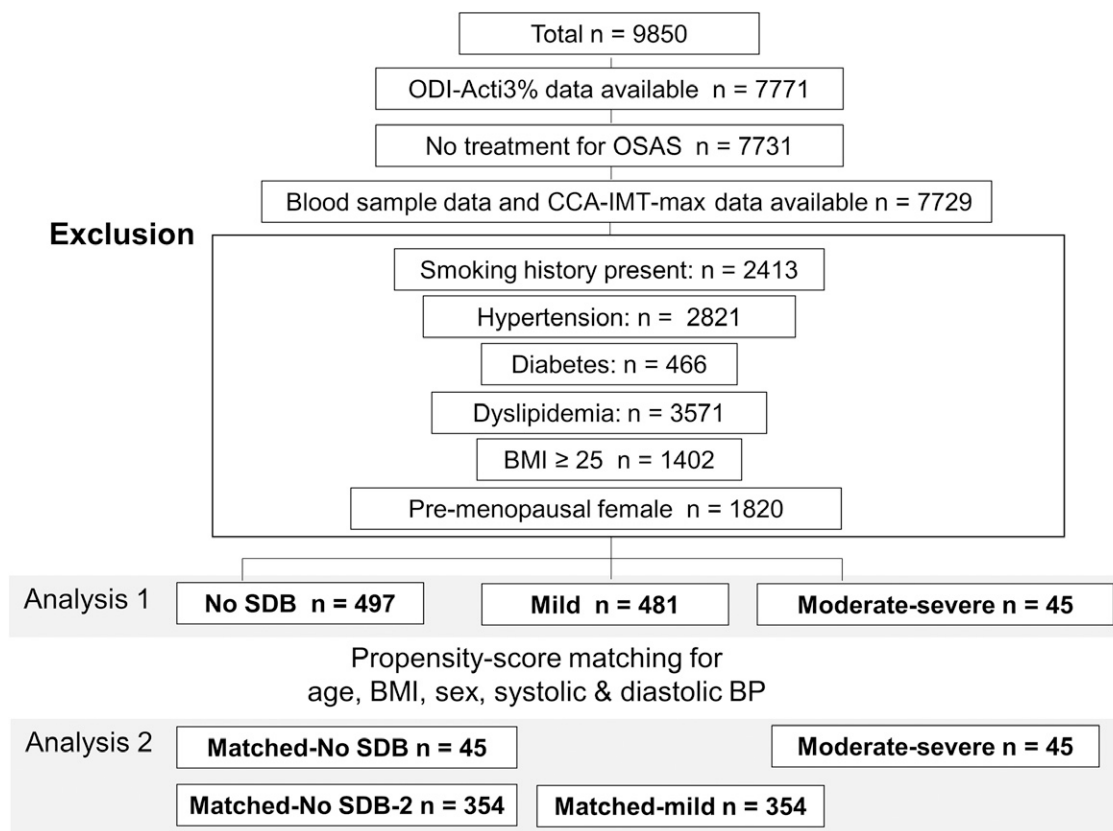 Total n = 9850
ODI-Acti3% data available n = 7771
No treatment for OSAS n = 7731
Blood sample data and CCA-IMT-max data available n = 7729
Exclusion
Smoking history present: n = 2413
Hypertension: n = 2821
Diabetes: n = 466
Dyslipidemia: n = 3571
BMI ≥ 25 n = 1402
Pre-menopausal female n = 1820
Analysis 1
No SDB n = 497
Mild n = 481
Moderate-severe n = 45
Propensity-score matching for
age, BMI, sex, systolic & diastolic BP
Analysis 2
Matched-No SDB n = 45
Moderate-severe n = 45
Matched-No SDB-2 n = 354
Matched-mild n = 354